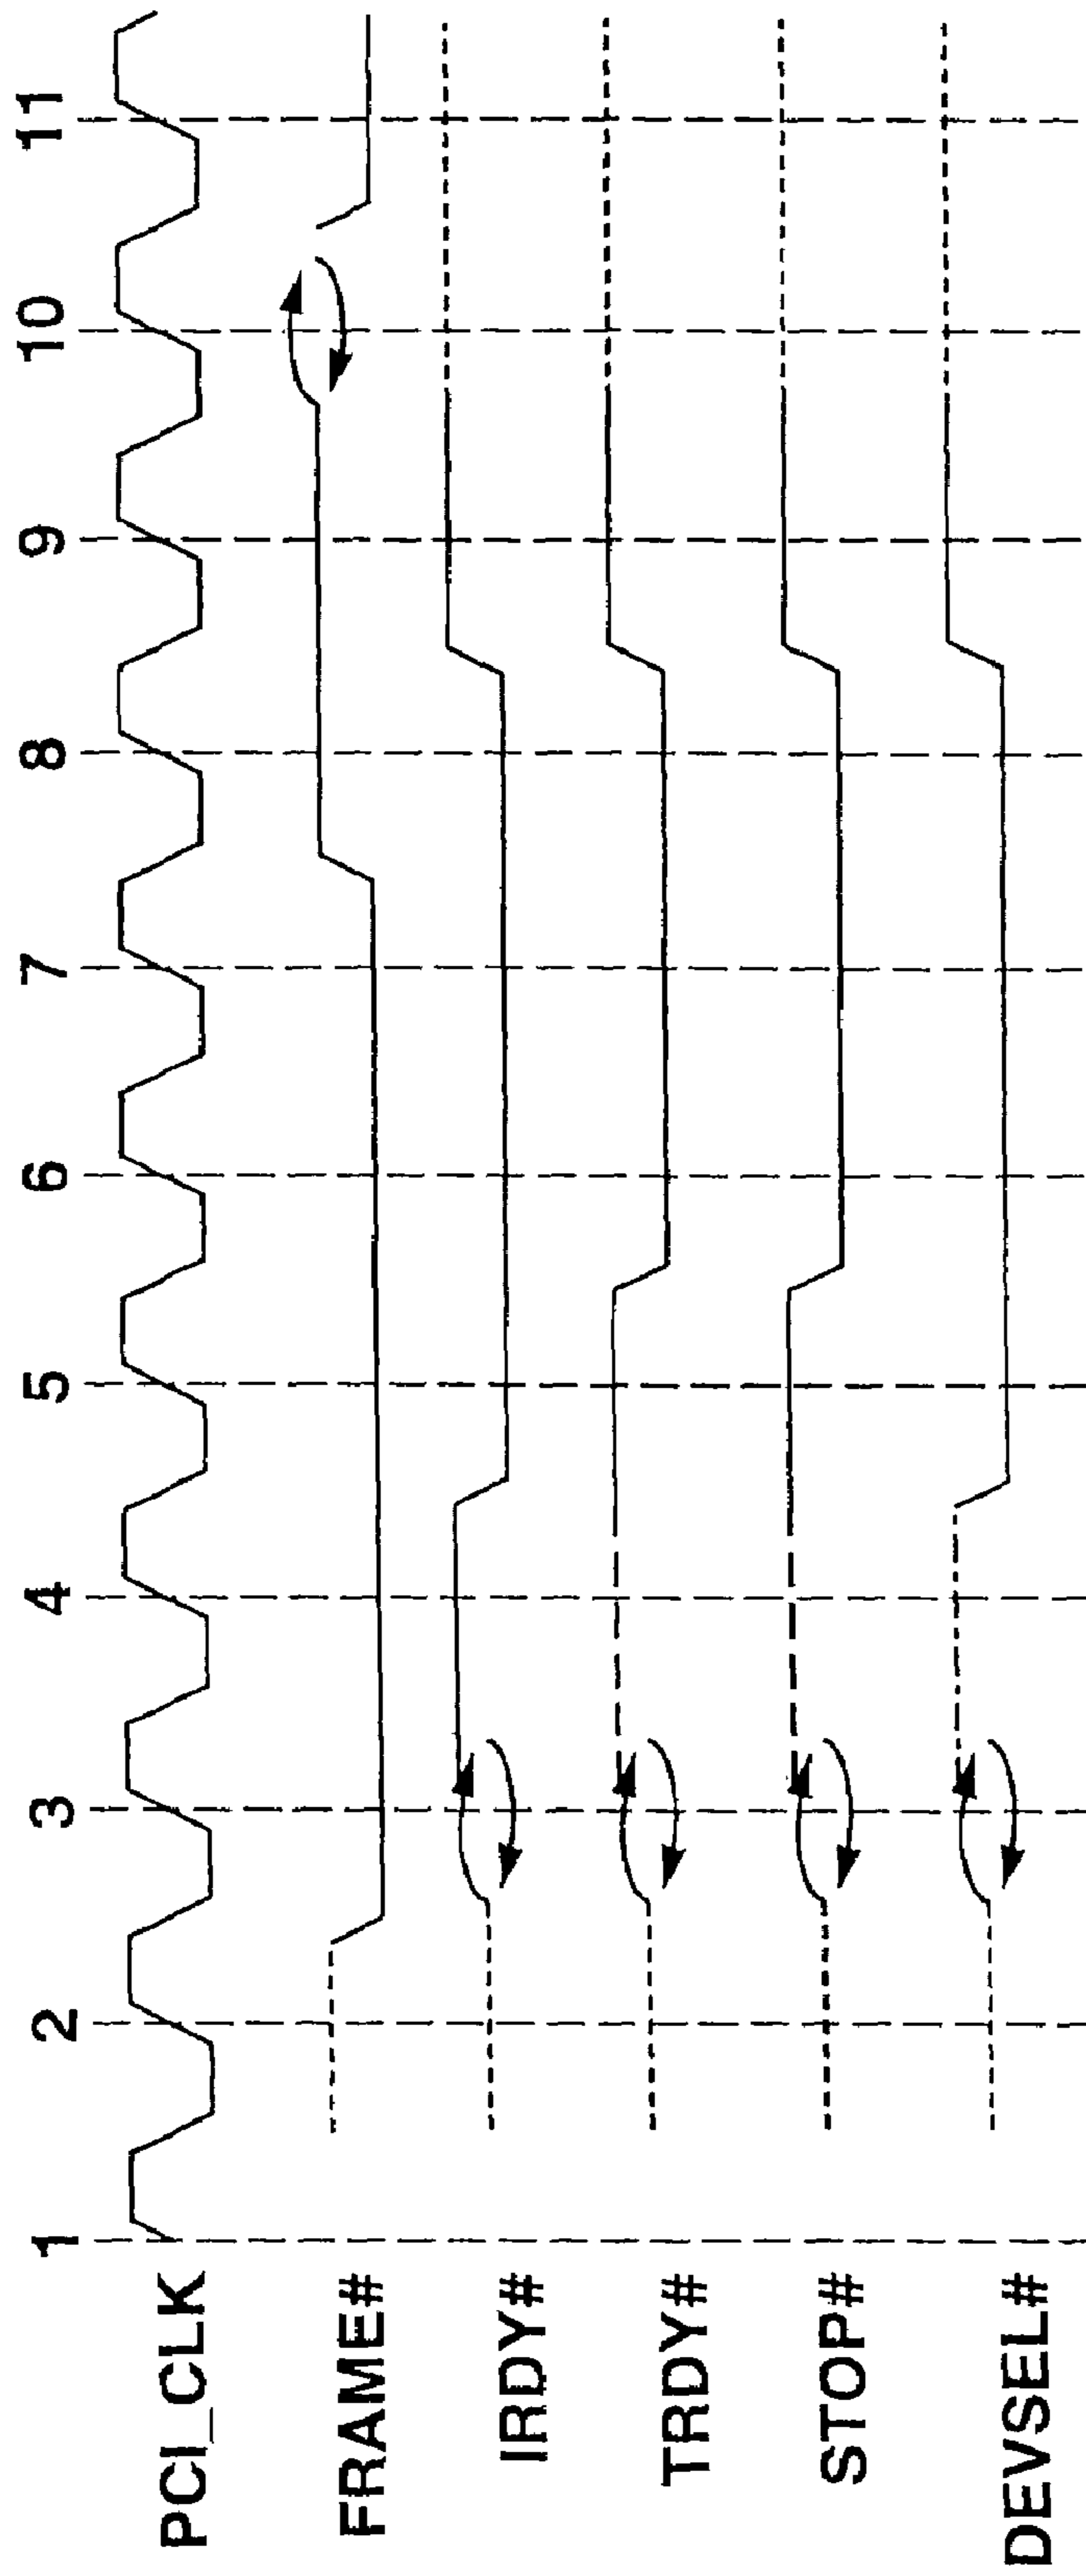 1 2 3 4 5 6 7 8 9 10 11
PCI_CLK
FRAME#
IRDY#
TRDY#
STOP#
DEVSEL#